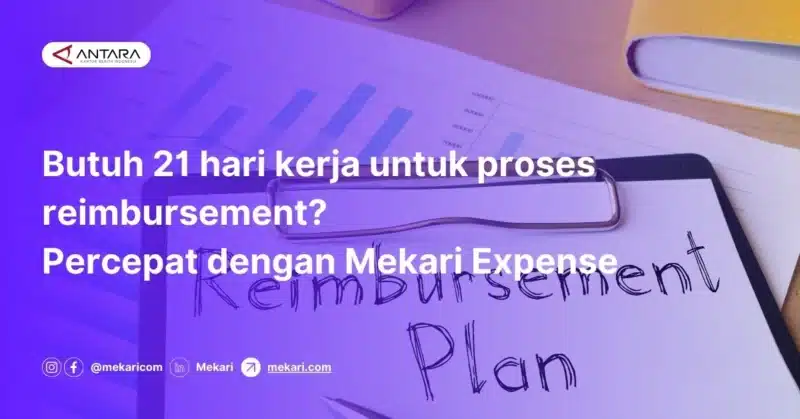 ANTARA
KANTOR BERITA INDONESIA
Butuh 21 hari kerja untuk proses
reimbursement?
Percepat dengan Mekari Expense
Reimbursement
Plan
@mekaricom Mekari mekari.com